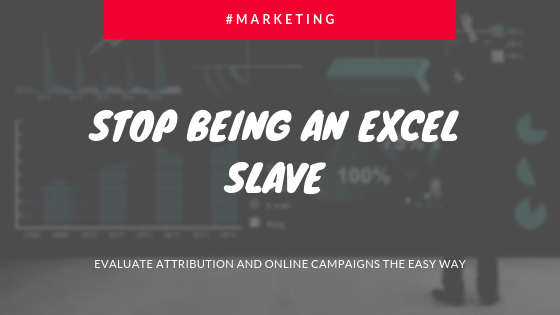 #MARKETING
STOP BEING AN EXCEL
SLAVE
100%
EVALUATE ATTRIBUTION AND ONLINE CAMPAIGNS THE EASY WAY